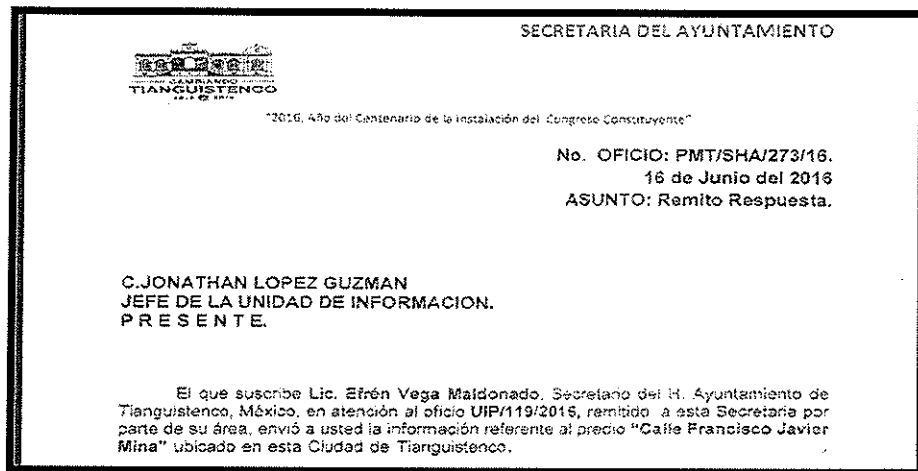 SECRETARIA DEL AYUNTAMIENTO
CAMBIANDO
TIANGUISTENCO
"2016, Año del Centenario de la Instalación del Congreso Constituyente"
No. OFICIO: PMT/SHA/273/16.
16 de Junio del 2016
ASUNTO: Remito Respuesta.
C.JONATHAN LOPEZ GUZMAN
JEFE DE LA UNIDAD DE INFORMACION.
P R E S E N T E.
El que suscribe Lic. Efrén Vega Maldonado, Secretario del H. Ayuntamiento de
Tianguistenco, México, en atención al oficio UIP/119/2016, remitido a esta Secretaria por
parte de su área, envió a usted la información referente al predio "Calle Francisco Javier
Mina" ubicado en esta Ciudad de Tianguistenco.